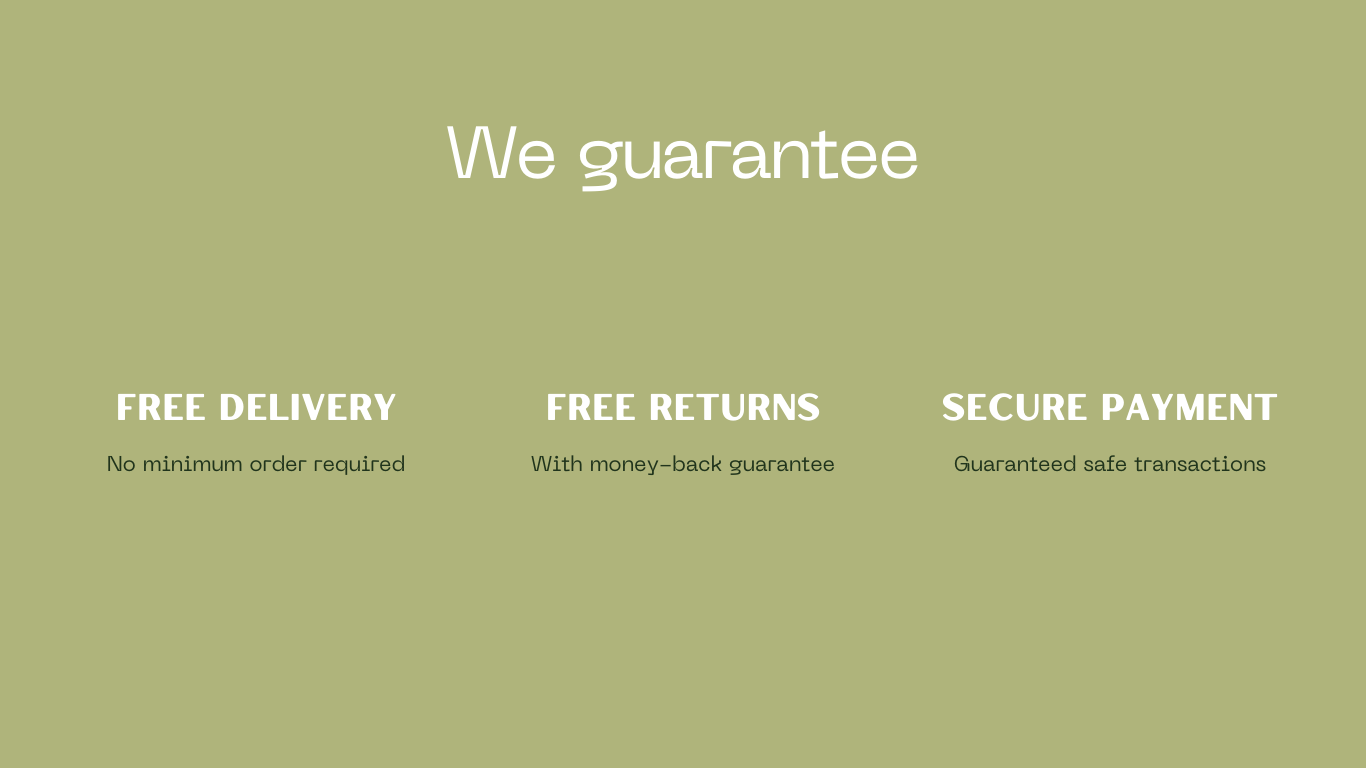 We guarantee
FREE DELIVERY
No minimum order required
FREE RETURNS
With money-back guarantee
SECURE PAYMENT
Guaranteed safe transactions